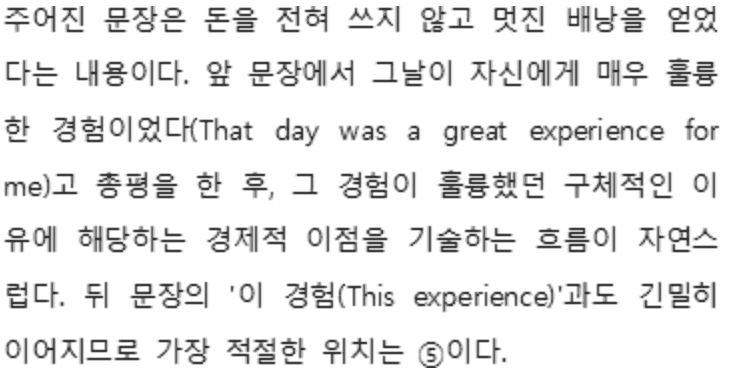 주어진 문장은 돈을 전혀 쓰지 않고 멋진 배낭을 얻었
다는 내용이다. 앞 문장에서 그날이 자신에게 매우 훌륭
한 경험이었다(That day was a great experience for
me)고 총평을 한 후, 그 경험이 훌륭했던 구체적인 이
유에 해당하는 경제적 이점을 기술하는 흐름이 자연스
럽다. 뒤 문장의 '이 경험(This experience)'과도 긴밀히
이어지므로 가장 적절한 위치는 ⑤이다.